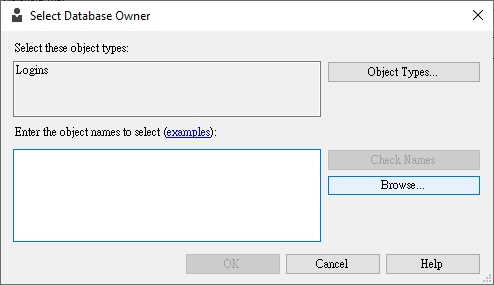 Select Database Owner
Select these object types:
Logins
Object Types...
Enter the object names to select (examples):
Check Names
Browse...
OK
Cancel
Help